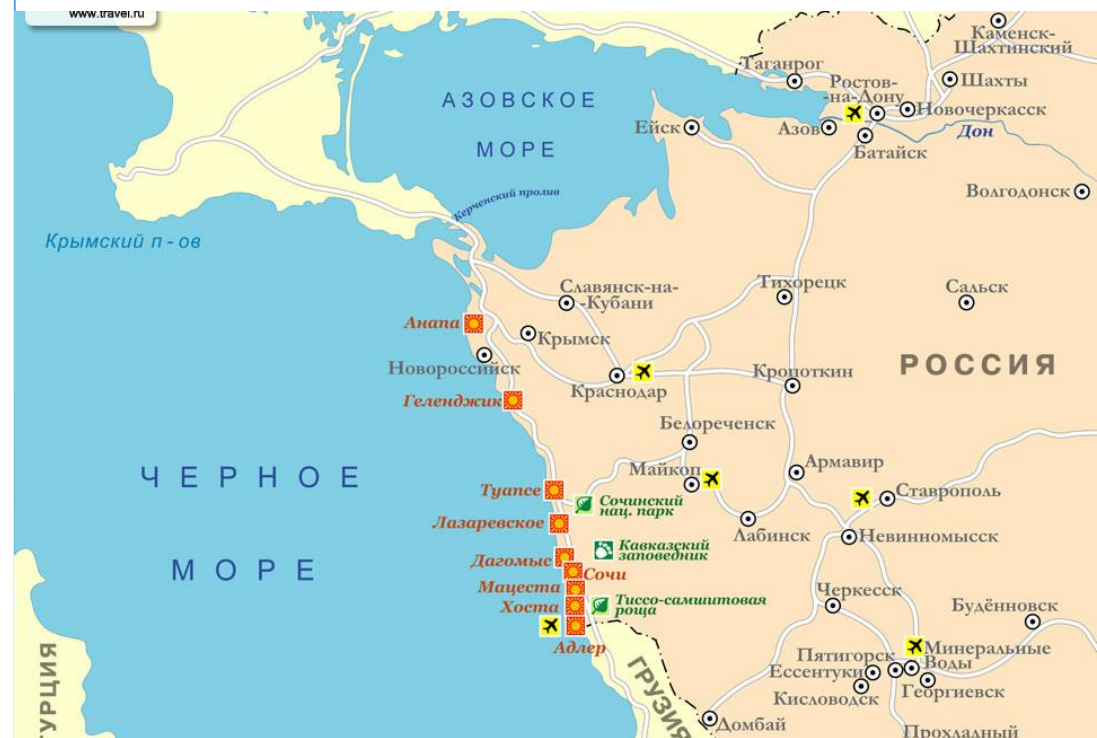 www.travel.ru
Каменск-
Шахтинский
Таганрог
Шахты
Ростов-
-на-Дону
Новочеркасск
АЗОВСКОЕ
МОРЕ
Ейск
Азов
Дон
Батайск
Волгодонск
Керченский пролив
Крымский п - ов
Славянск-на-
-Кубани
Тихорецк
Сальск
Анапа
Крымск
Новороссийск
РОССИЯ
Краснодар
Кропоткин
Геленджик
Белореченск
ЧЕРНОЕ
МОРЕ
Майкоп
Армавир
Туапсе
Сочинский
нац. парк
Ставрополь
Лазаревское
Лабинск
Невинномысск
Кавказский
заповедник
Дагомыс
Сочи
Мацеста
Черкесск
Хоста
Тиссо-самшитовая
роща
Будённовск
Адлер
ТУРЦИЯ
ГРУЗИЯ
Минеральные
Воды
Пятигорск
Ессентуки
Кисловодск
Георгиевск
Домбай
Прохладный